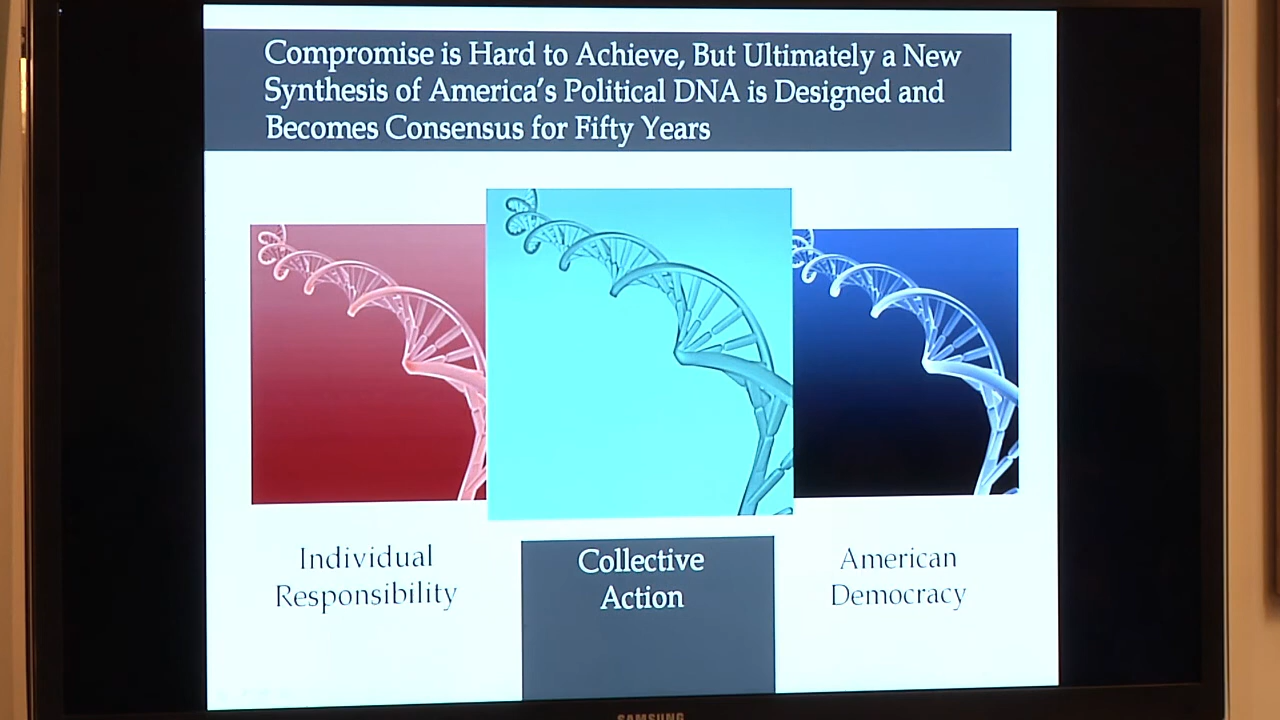 Compromise is Hard to Achieve, But Ultimately a New
Synthesis of America's Political DNA is Designed and
Becomes Consensus for Fifty Years
Individual
Responsibility
Collective
Action
American
Democracy
SAMSUNG